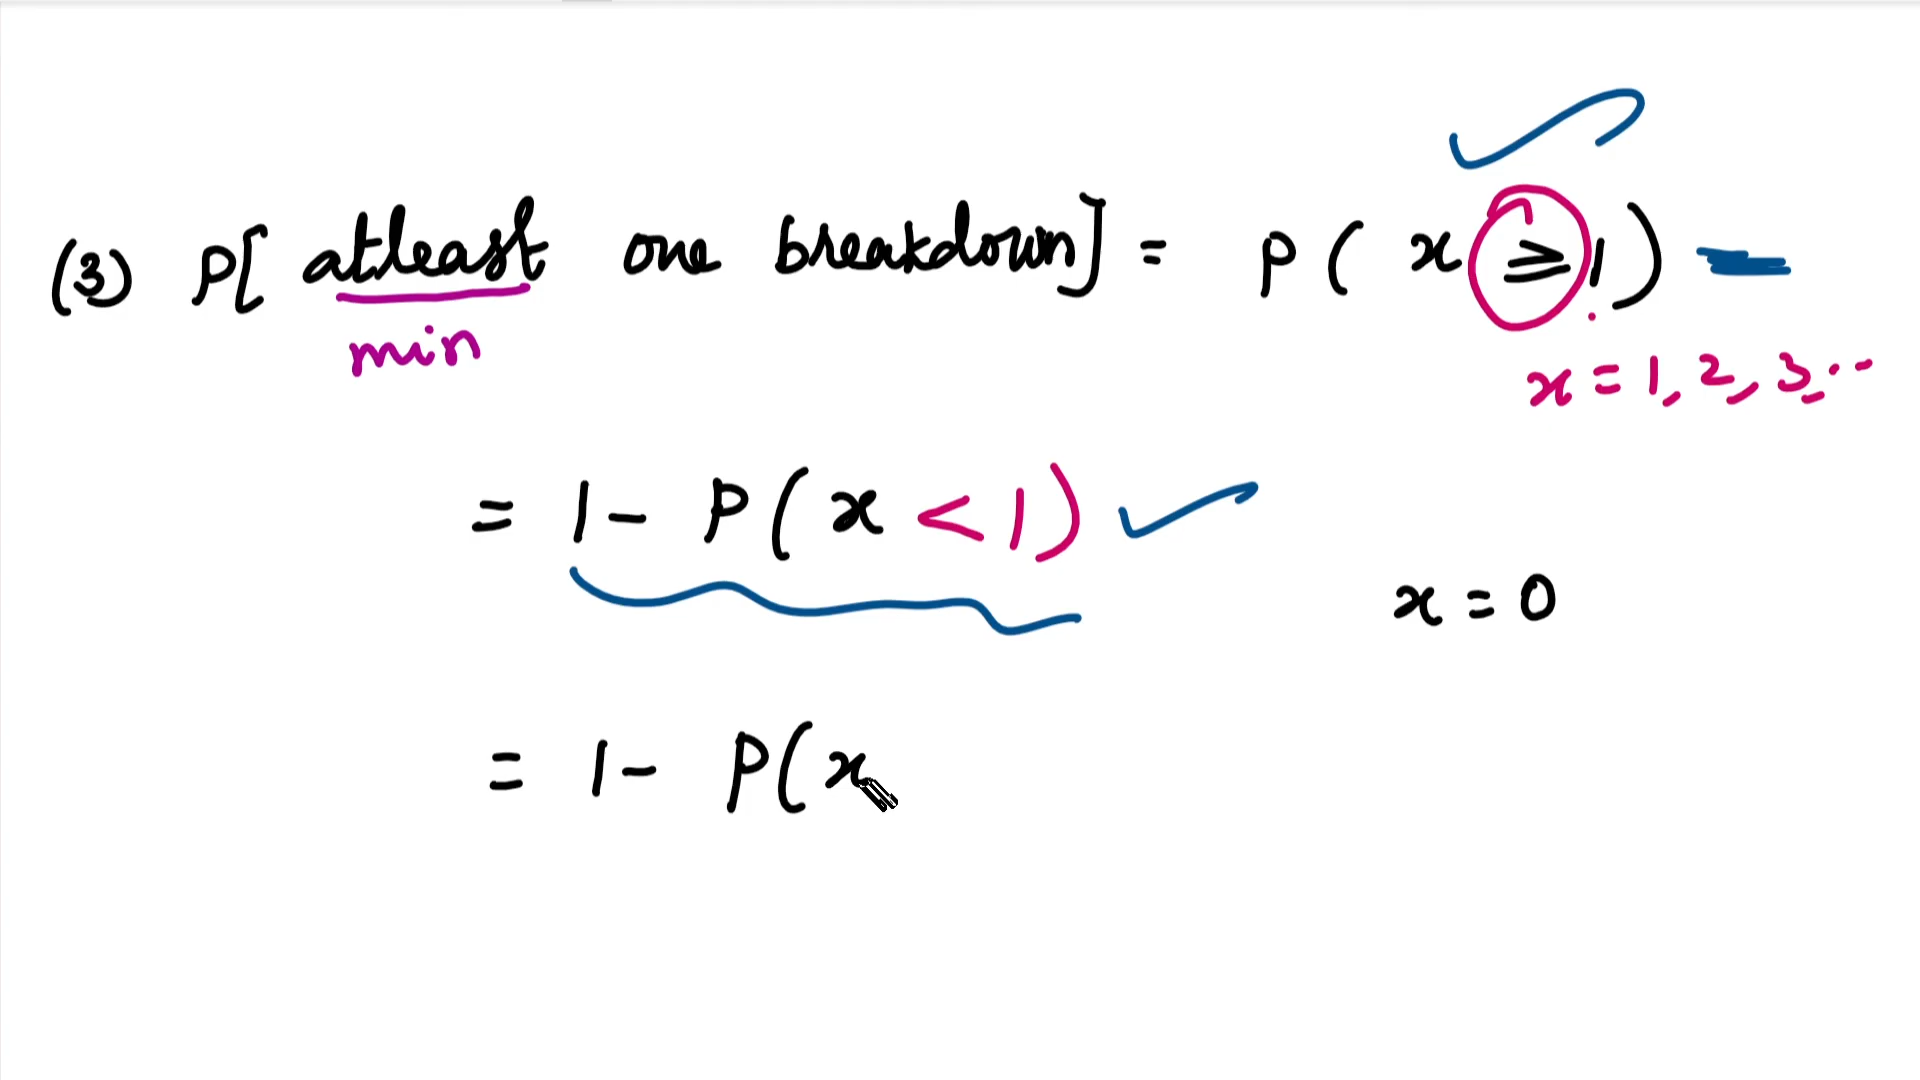 (3) P[ atleast one breakdown] = P( x ≥ 1)
min
x = 1, 2, 3, ..
= 1 - P( x < 1)
x = 0
= 1 - P( x